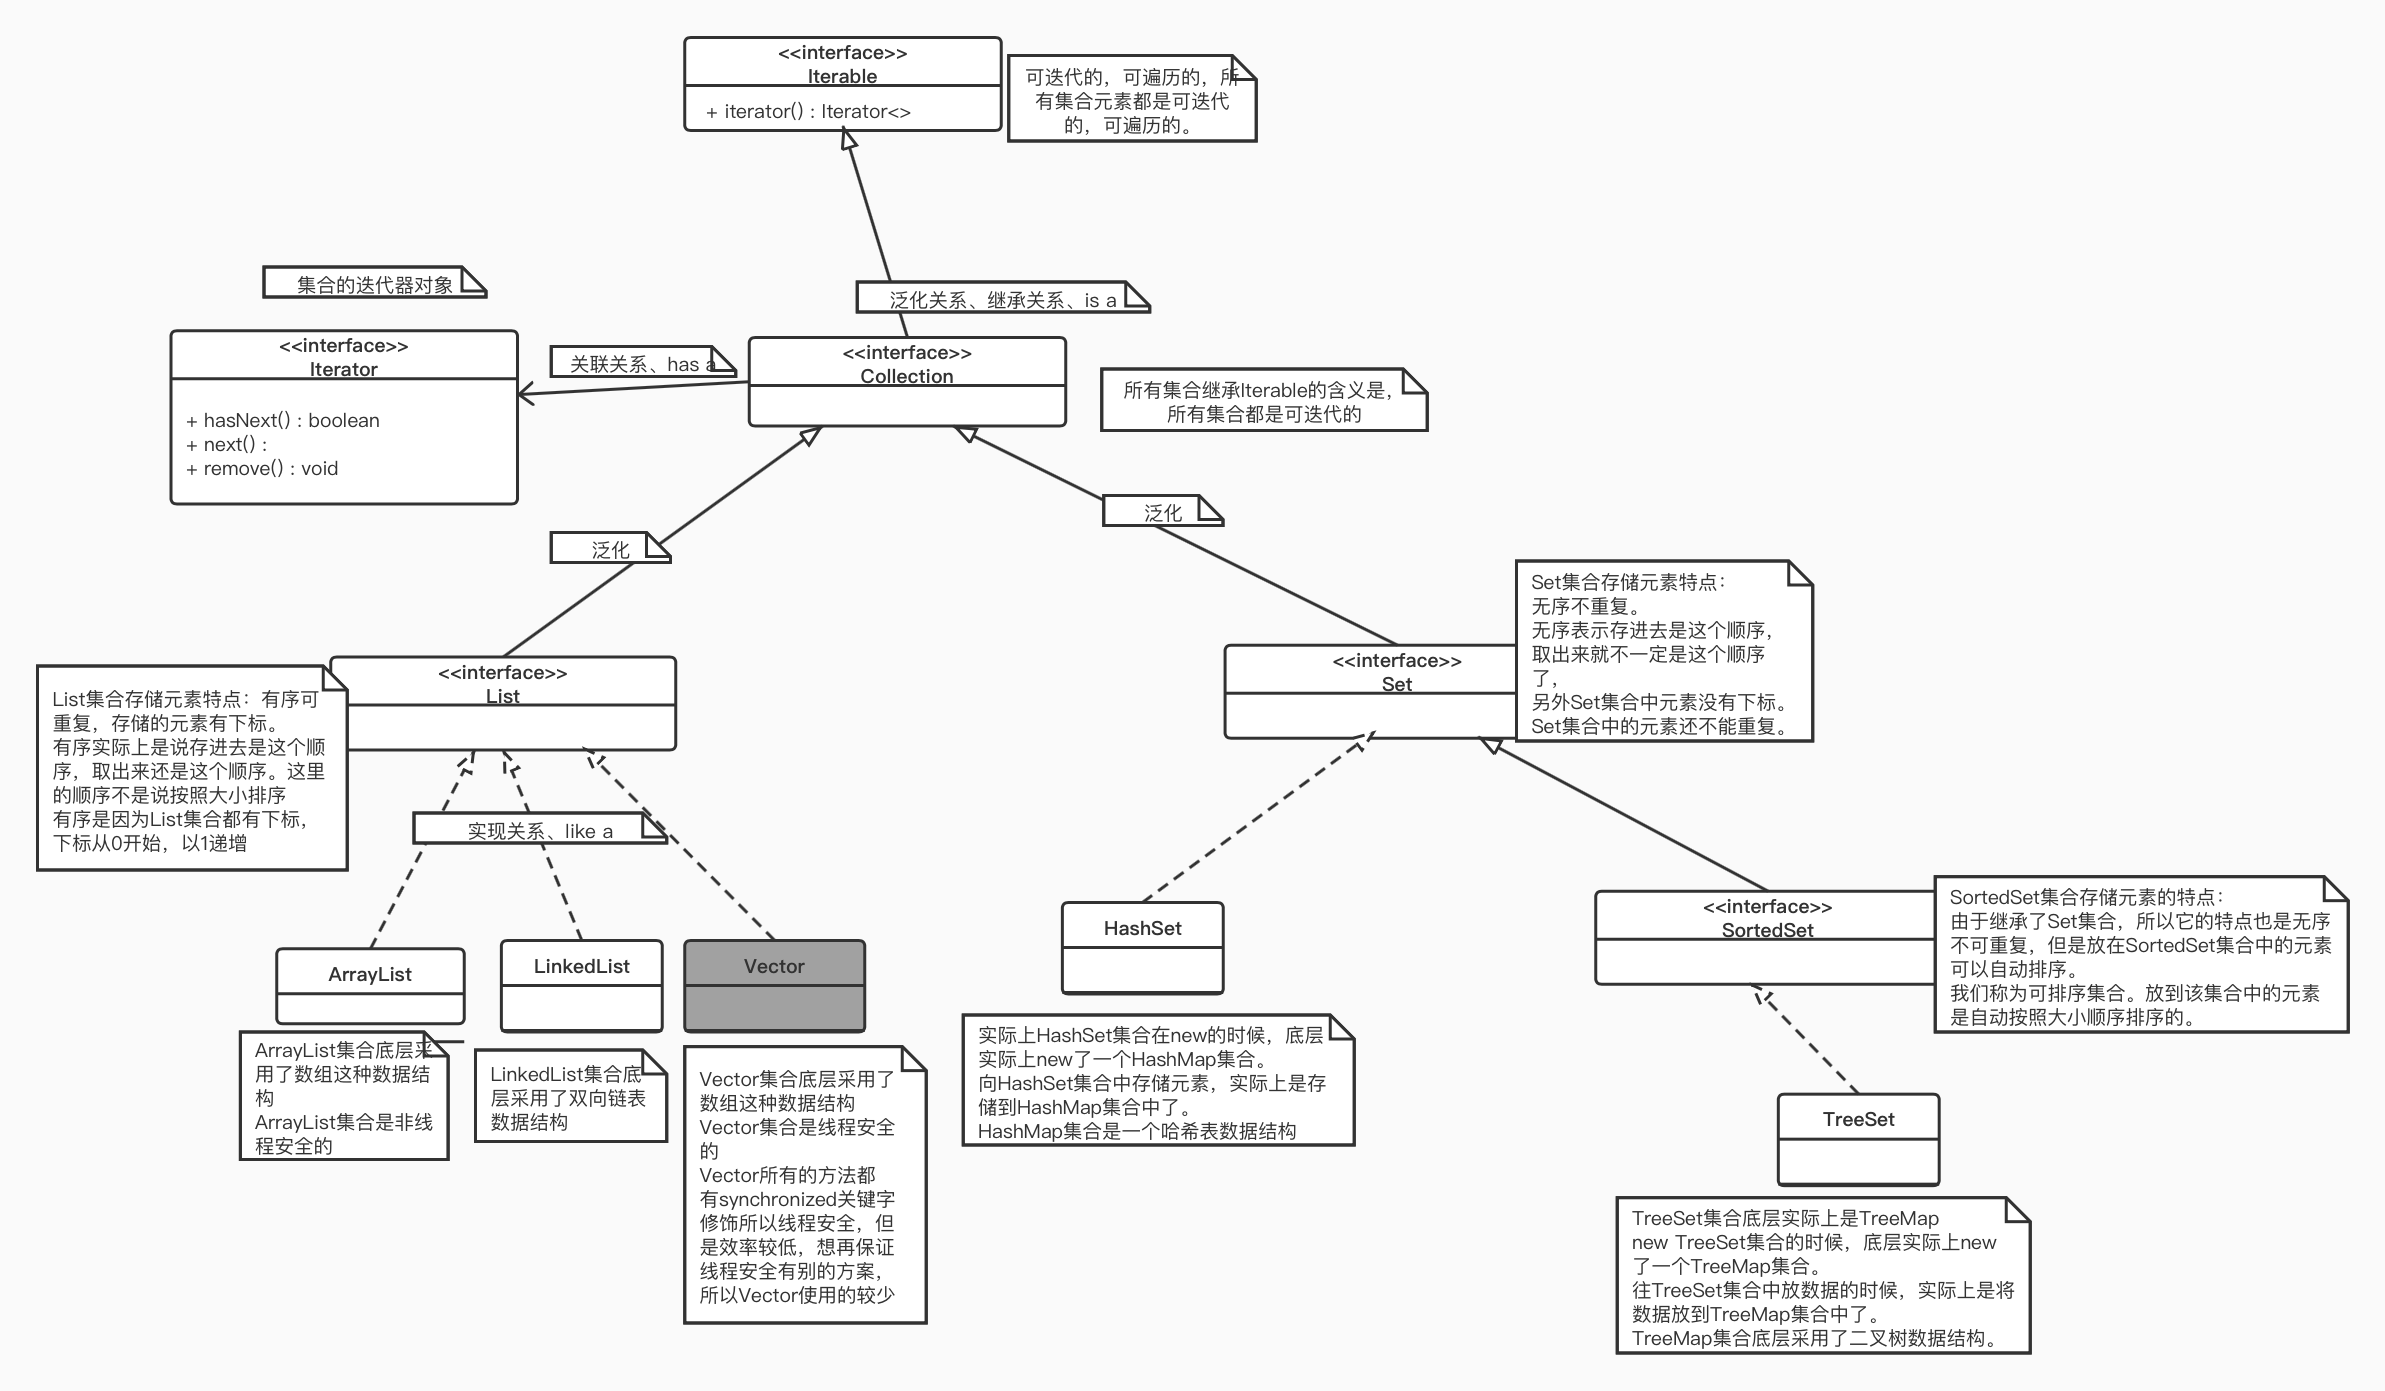 <<interface>>
Iterable
+ iterator() : Iterator<>
可迭代的，可遍历的，所
有集合元素都是可迭代
的，可遍历的。
集合的迭代器对象
泛化关系、继承关系、is a
<<interface>>
Iterator
+ hasNext() : boolean
+ next() :
+ remove() : void
关联关系、has a
<<interface>>
Collection
所有集合继承Iterable的含义是，
所有集合都是可迭代的
泛化
泛化
List集合存储元素特点：有序可
重复，存储的元素有下标。
有序实际上是说存进去是这个顺
序，取出来还是这个顺序。这里
的顺序不是说按照大小排序
有序是因为List集合都有下标，
下标从0开始，以1递增
<<interface>>
List
<<interface>>
Set
Set集合存储元素特点：
无序不重复。
无序表示存进去是这个顺序，
取出来就不一定是这个顺序
了，
另外Set集合中元素没有下标。
Set集合中的元素还不能重复。
实现关系、like a
ArrayList
LinkedList
Vector
HashSet
<<interface>>
SortedSet
SortedSet集合存储元素的特点：
由于继承了Set集合，所以它的特点也是无序
不可重复，但是放在SortedSet集合中的元素
可以自动排序。
我们称为可排序集合。放到该集合中的元素
是自动按照大小顺序排序的。
ArrayList集合底层采
用了数组这种数据结
构
ArrayList集合是非线
程安全的
LinkedList集合底
层采用了双向链表
数据结构
Vector集合底层采用了
数组这种数据结构
Vector集合是线程安全
的
Vector所有的方法都
有synchronized关键字
修饰所以线程安全，但
是效率较低，想再保证
线程安全有别的方案，
所以Vector使用的较少
实际上HashSet集合在new的时候，底层
实际上new了一个HashMap集合。
向HashSet集合中存储元素，实际上是存
储到HashMap集合中了。
HashMap集合是一个哈希表数据结构
TreeSet
TreeSet集合底层实际上是TreeMap
new TreeSet集合的时候，底层实际上new
了一个TreeMap集合。
往TreeSet集合中放数据的时候，实际上是将
数据放到TreeMap集合中了。
TreeMap集合底层采用了二叉树数据结构。